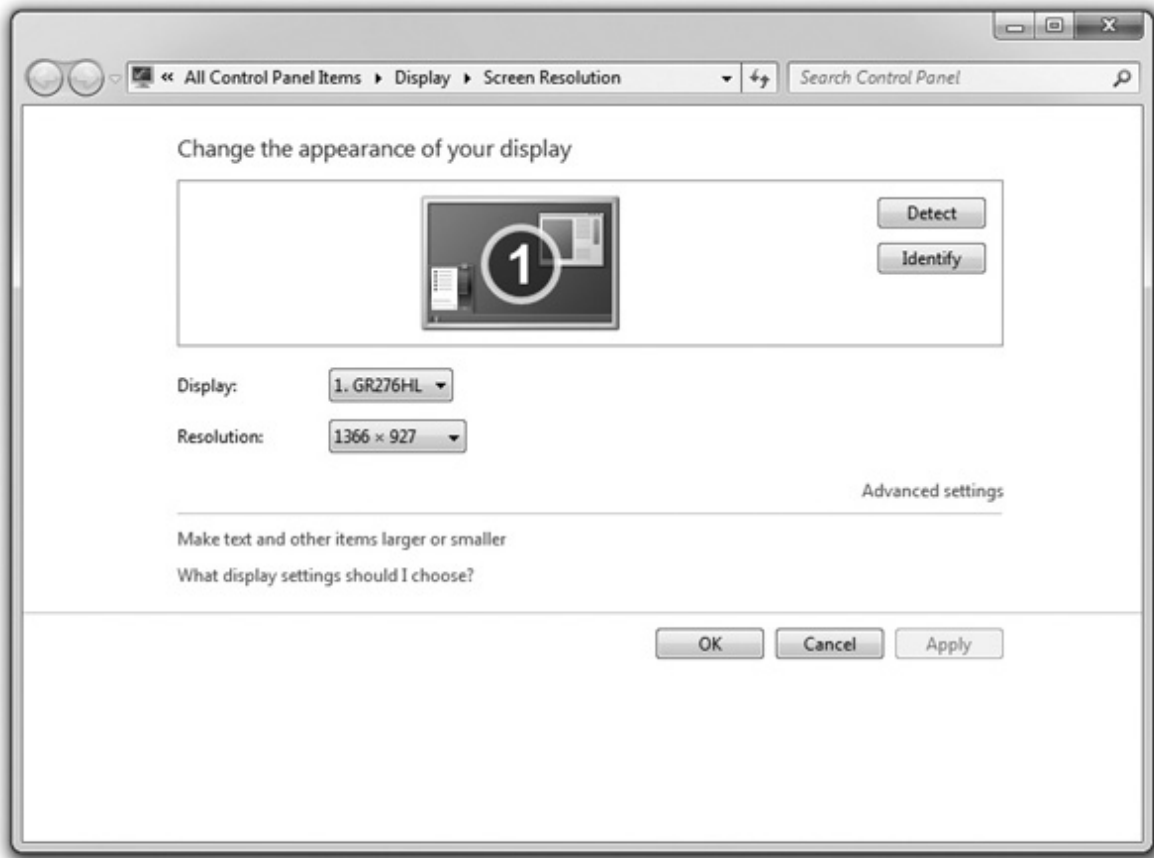 « All Control Panel Items ▸ Display ▸ Screen Resolution
Search Control Panel
Change the appearance of your display
1
Detect
Identify
Display: 1. GR276HL
Resolution: 1366 × 927
Advanced settings
Make text and other items larger or smaller
What display settings should I choose?
OK Cancel Apply